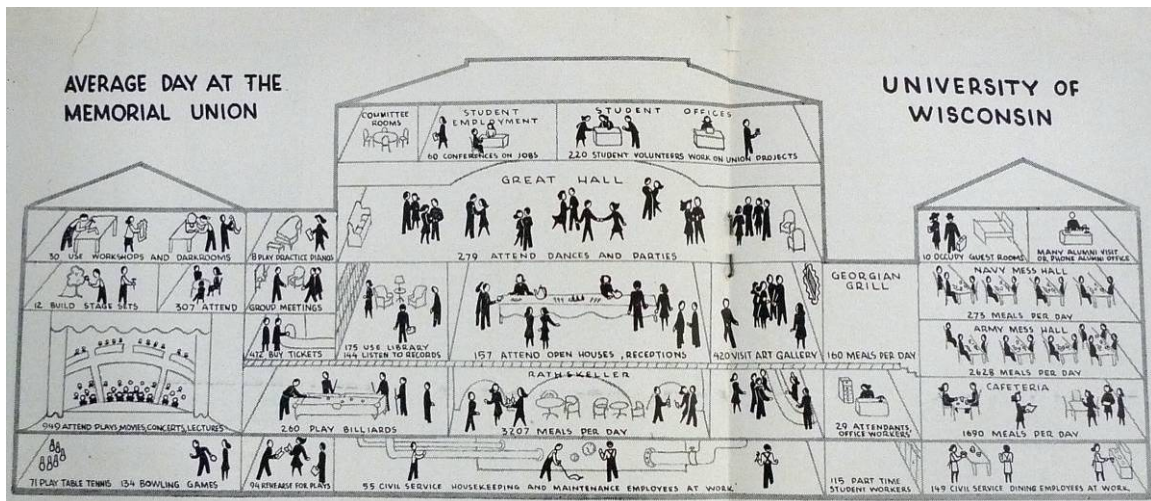 AVERAGE DAY AT THE
MEMORIAL UNION
UNIVERSITY OF
WISCONSIN
COMMITTEE
ROOMS
STUDENT
EMPLOYMENT
60 CONFERENCES ON JOBS
STUDENT OFFICES
220 STUDENT VOLUNTEERS WORK ON UNION PROJECTS
GREAT HALL
279 ATTEND DANCES AND PARTIES
30 USE WORKSHOPS AND DARKROOMS
8 PLAY PRACTICE PIANOS
10 OCCUPY GUEST ROOMS
MANY ALUMNI VISIT
OR PHONE ALUMNI OFFICE
12 BUILD STAGE SETS
307 ATTEND GROUP MEETINGS
412 BUY TICKETS
175 USE LIBRARY
144 LISTEN TO RECORDS
157 ATTEND OPEN HOUSES, RECEPTIONS
420 VISIT ART GALLERY
GEORGIAN
GRILL
160 MEALS PER DAY
NAVY MESS HALL
273 MEALS PER DAY
ARMY MESS HALL
2628 MEALS PER DAY
949 ATTEND PLAYS, MOVIES, CONCERTS, LECTURES
260 PLAY BILLIARDS
RATHSKELLER
3207 MEALS PER DAY
29 ATTENDANTS
OFFICE WORKERS
CAFETERIA
1690 MEALS PER DAY
71 PLAY TABLE TENNIS 134 BOWLING GAMES
94 REHEARSE FOR PLAYS
55 CIVIL SERVICE HOUSEKEEPING AND MAINTENANCE EMPLOYEES AT WORK
115 PART TIME
STUDENT WORKERS
149 CIVIL SERVICE DINING EMPLOYEES AT WORK